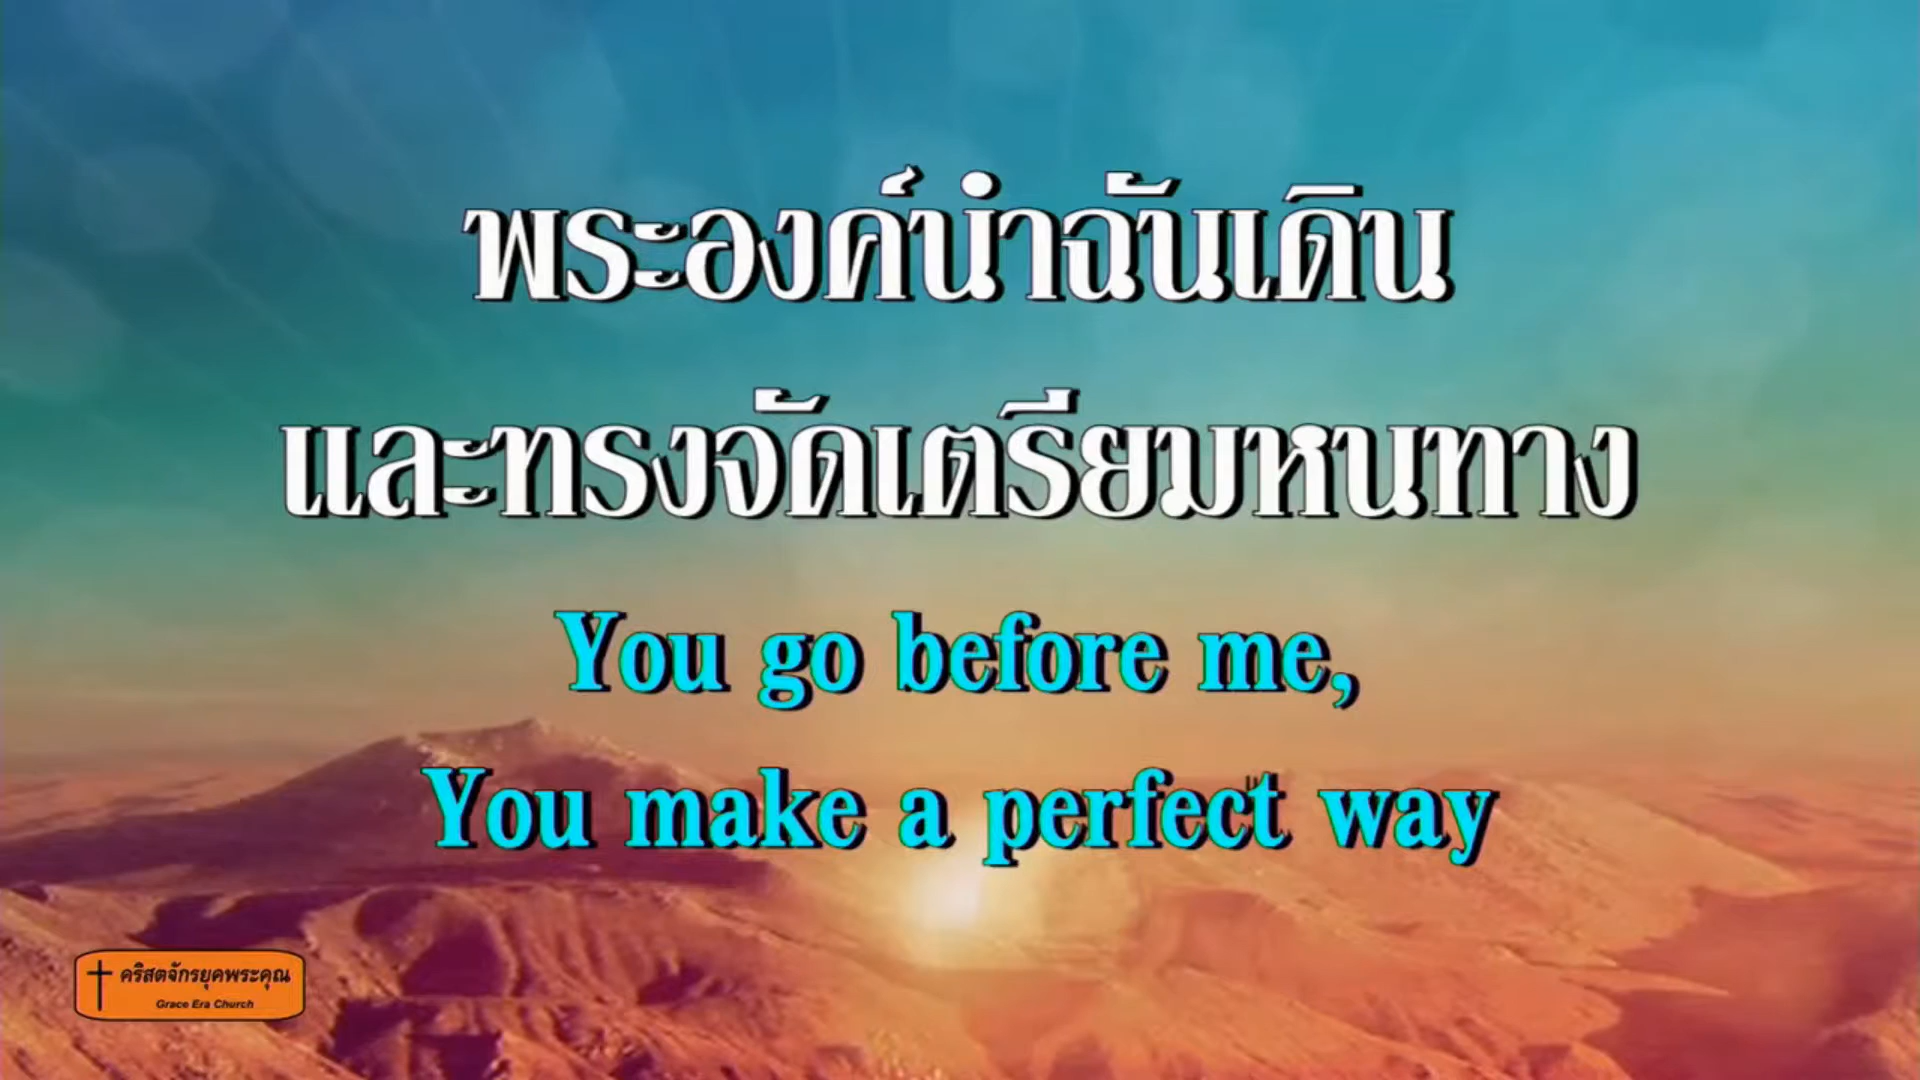 พระองค์นำฉันเดิน
และทรงจัดเตรียมหนทาง
You go before me,
You make a perfect way
คริสตจักรยุคพระคุณ
Grace Era Church